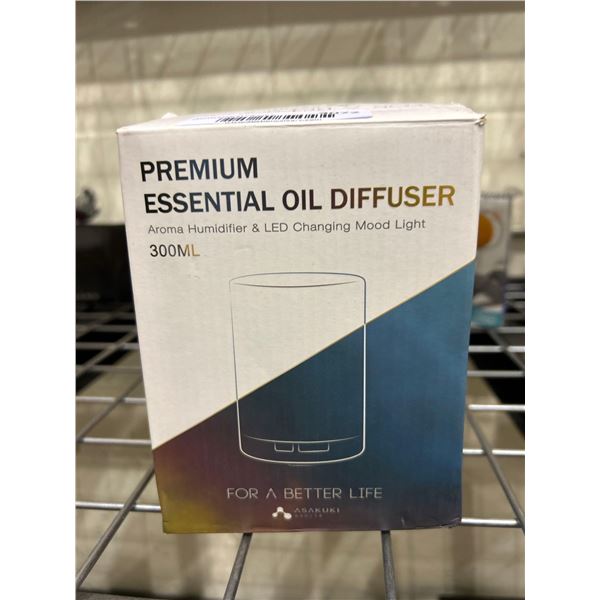 PREMIUM
ESSENTIAL OIL DIFFUSER
Aroma Humidifier & LED Changing Mood Light
300ML
FOR A BETTER LIFE
ASAKUKI